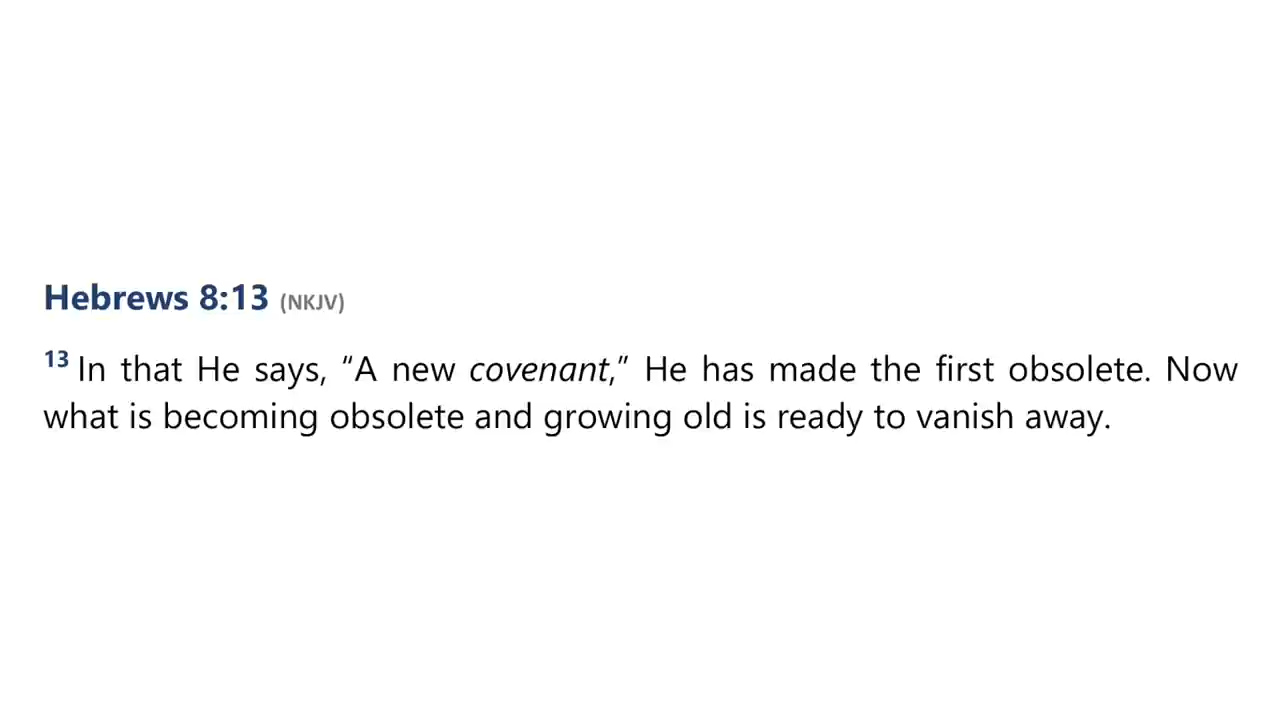 Hebrews 8:13 (NKJV)
13 In that He says, “A new covenant,” He has made the first obsolete. Now
what is becoming obsolete and growing old is ready to vanish away.